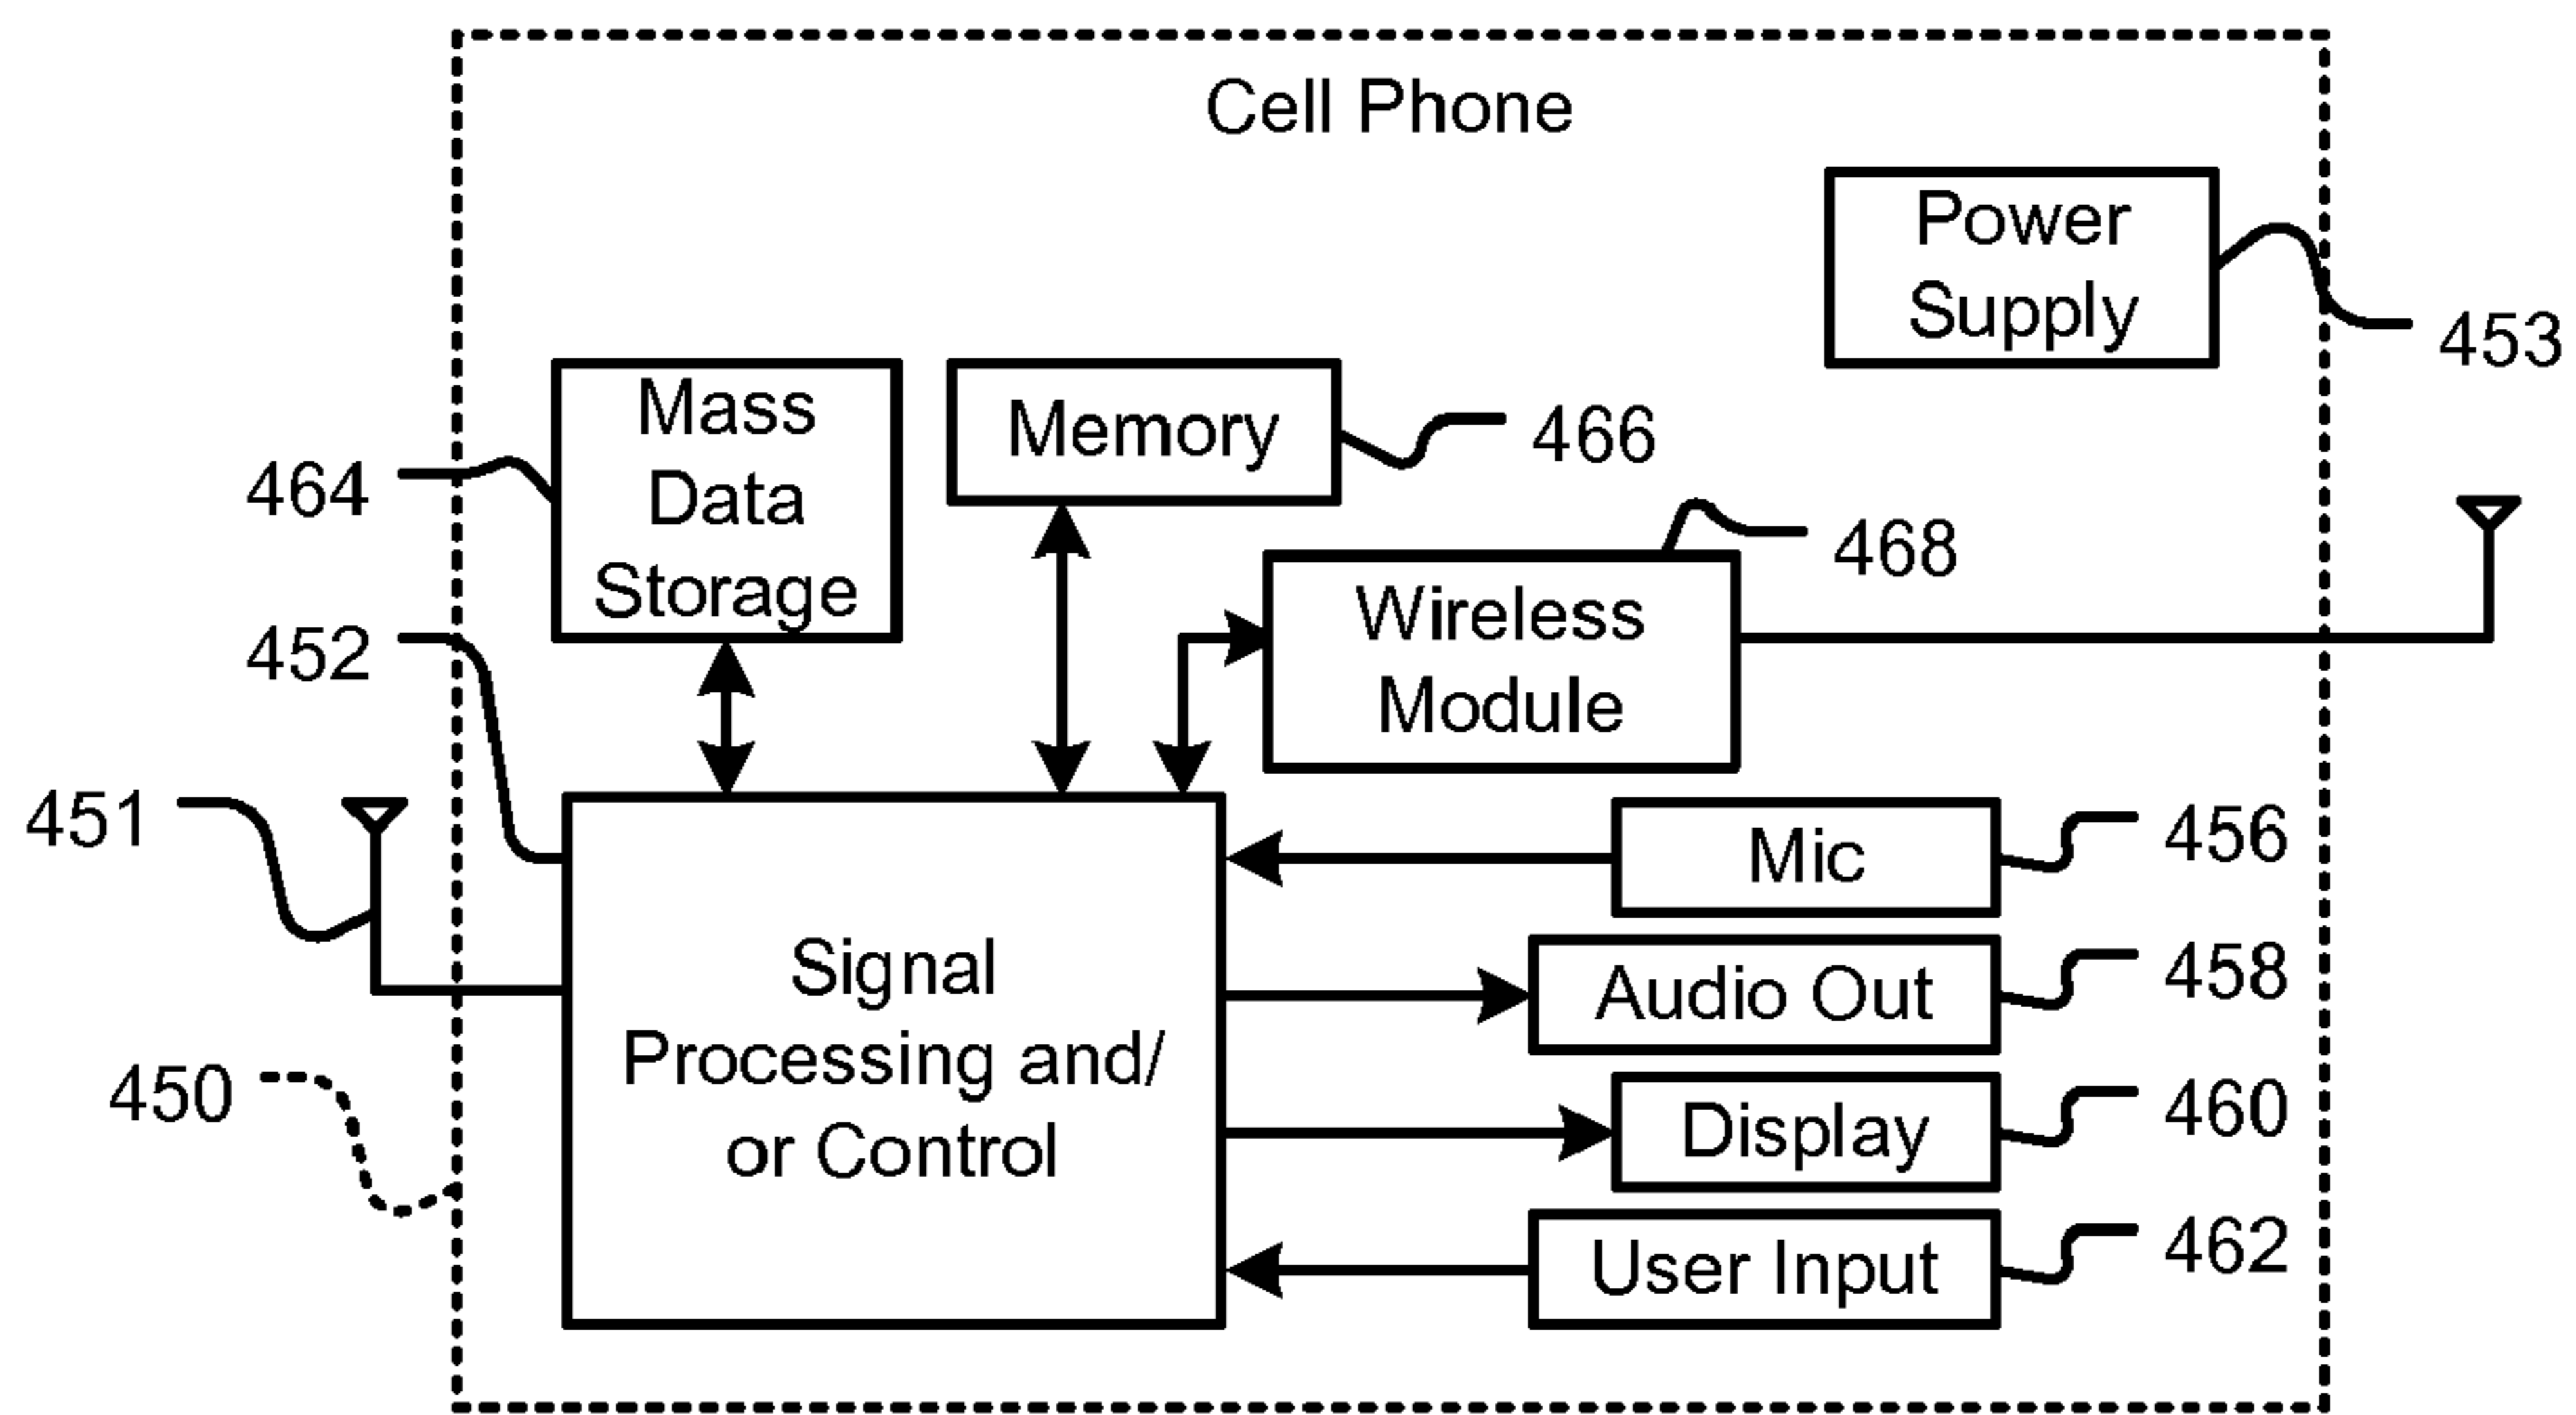 Cell Phone
Power
Supply
453
Mass
Data
Storage
464
Memory
466
468
Wireless
Module
452
451
Mic
456
Signal
Processing and/
or Control
Audio Out
458
450
Display
460
User Input
462